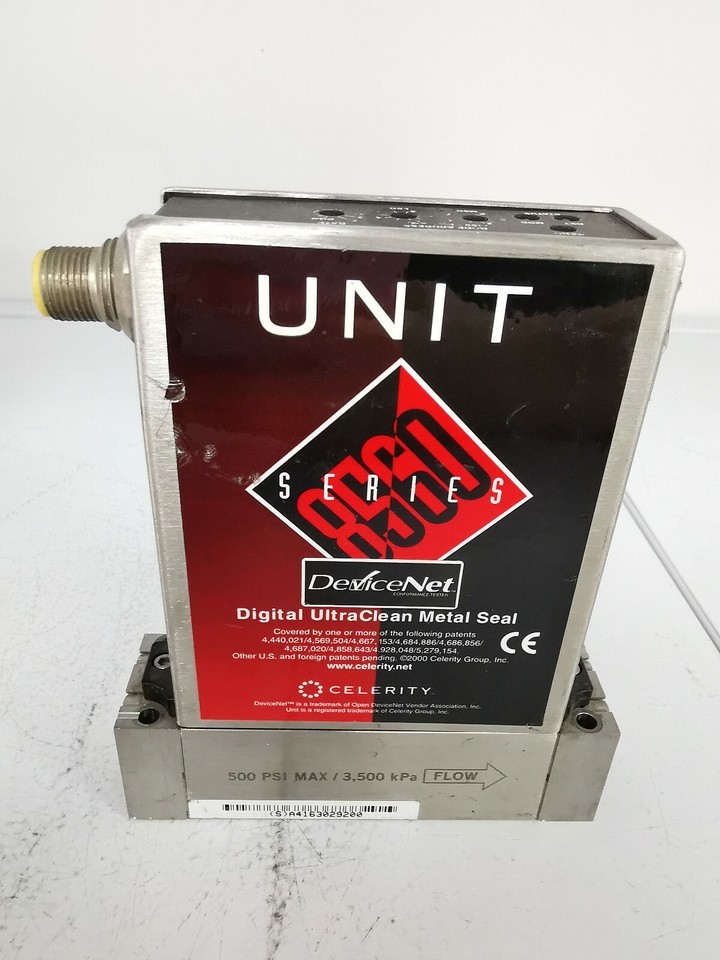 UNIT
8560
SERIES
DeviceNet™
CONFORMANCE TESTED
Digital UltraClean Metal Seal
Covered by one or more of the following patents
4,440,021/4,569,504/4,667,153/4,684,886/4,686,856/
4,687,020/4,858,643/4,928,048/5,279,154.
Other U.S. and foreign patents pending. ©2000 Celerity Group, Inc.
www.celerity.net
CE
CELERITY™
DeviceNet™ is a trademark of Open DeviceNet Vendor Association, Inc.
Unit is a registered trademark of Celerity Group, Inc.
500 PSI MAX / 3,500 kPa FLOW
(S)A4163029200